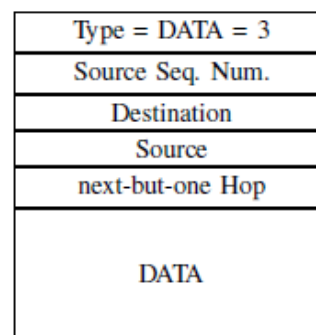 Type = DATA = 3
Source Seq. Num.
Destination
Source
next-but-one Hop
DATA